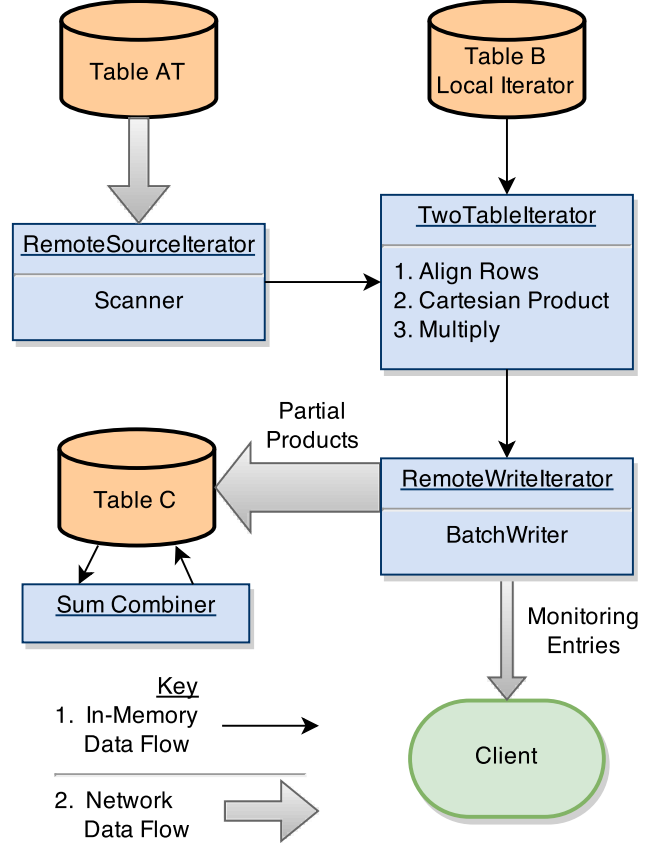 Table AT
Table B
Local Iterator
RemoteSourceIterator
Scanner
TwoTableIterator
1. Align Rows
2. Cartesian Product
3. Multiply
Partial
Products
Table C
RemoteWriteIterator
BatchWriter
Sum Combiner
Monitoring
Entries
Key
1. In-Memory
Data Flow
2. Network
Data Flow
Client